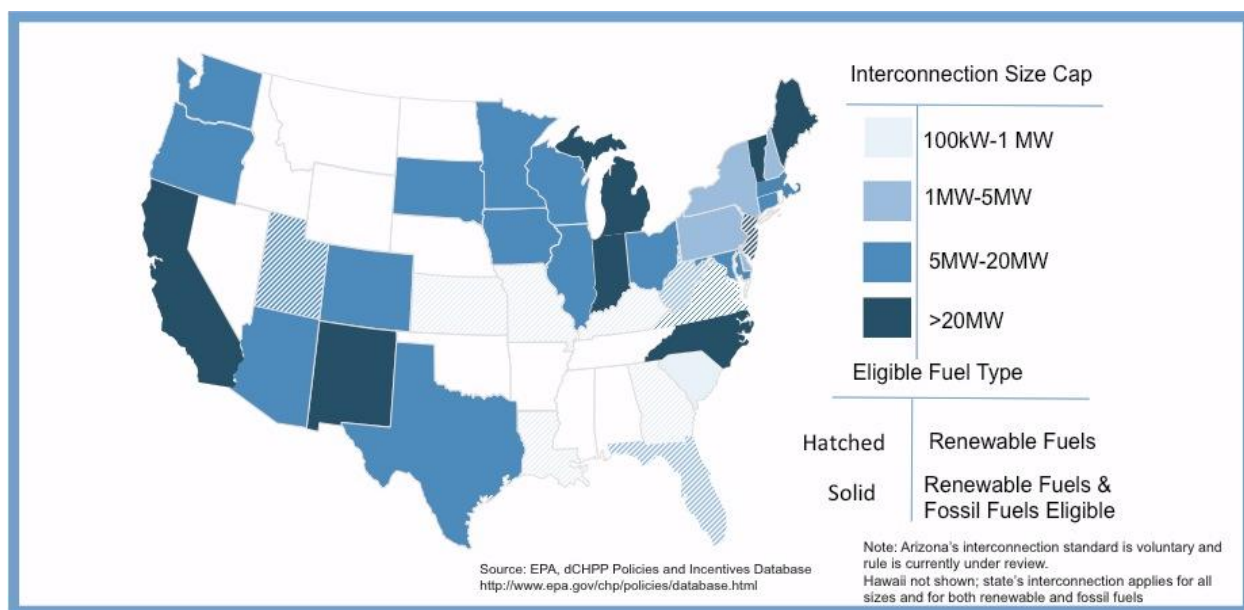 Interconnection Size Cap
100kW-1 MW
1MW-5MW
5MW-20MW
>20MW
Eligible Fuel Type
Hatched
Renewable Fuels
Solid
Renewable Fuels &
Fossil Fuels Eligible
Source: EPA, dCHPP Policies and Incentives Database
http://www.epa.gov/chp/policies/database.html
Note: Arizona's interconnection standard is voluntary and
rule is currently under review.
Hawaii not shown; state's interconnection applies for all
sizes and for both renewable and fossil fuels